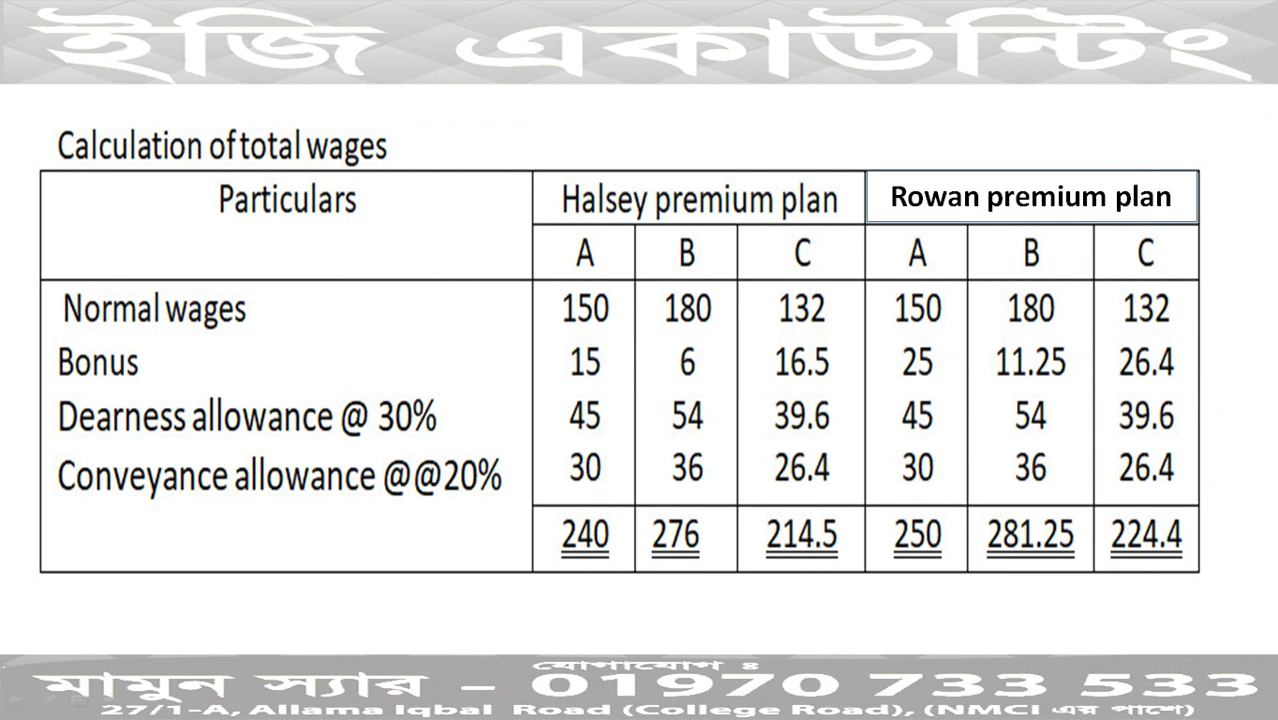 ইজি একাউন্টিং
Calculation of total wages
Particulars Halsey premium plan Rowan premium plan
A B C A B C
Normal wages 150 180 132 150 180 132
Bonus 15 6 16.5 25 11.25 26.4
Dearness allowance @ 30% 45 54 39.6 45 54 39.6
Conveyance allowance @@20% 30 36 26.4 30 36 26.4
240 276 214.5 250 281.25 224.4
যোগাযোগ ঃ
মামুন স্যার – 01970 733 533
27/1-A, Allama Iqbal Road (College Road), (NMCI এর পাশে)